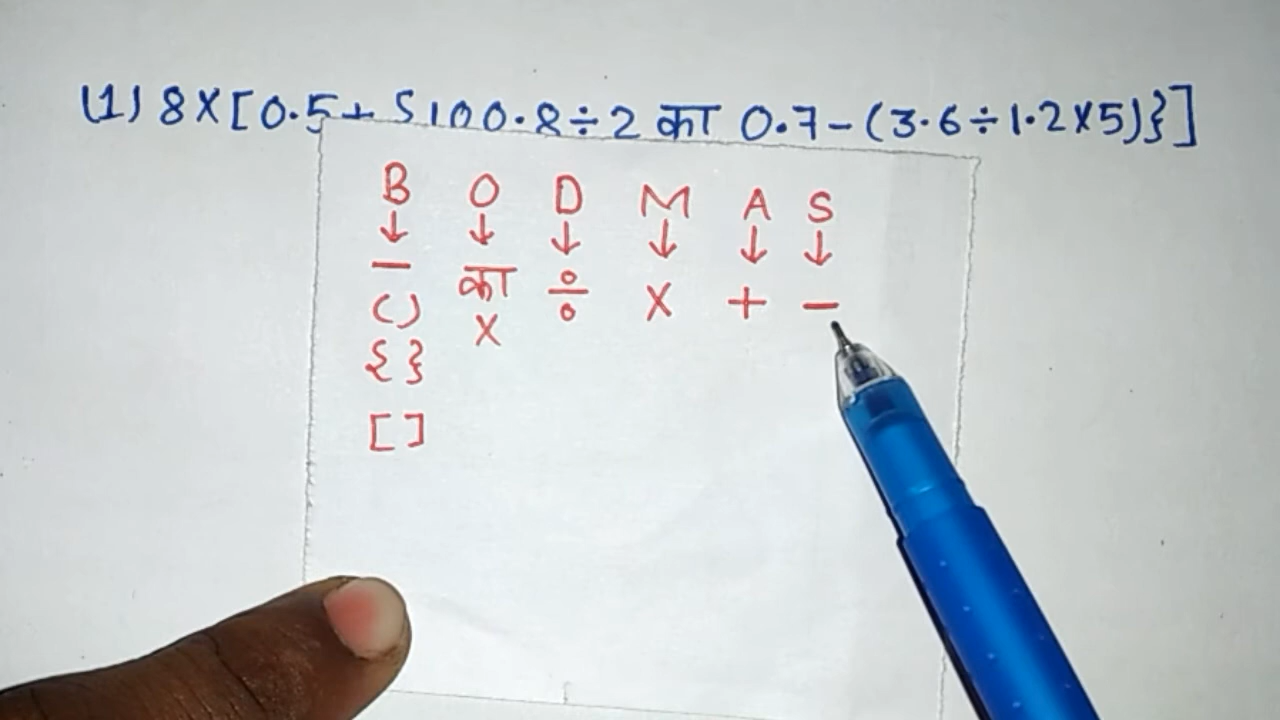 (1) 8×[0.5+{100.8÷2 का 0.7-(3.6÷1.2×5)}]
B O D M A S
↓ ↓ ↓ ↓ ↓ ↓
— का ÷ × + −
() ×
{}
[]